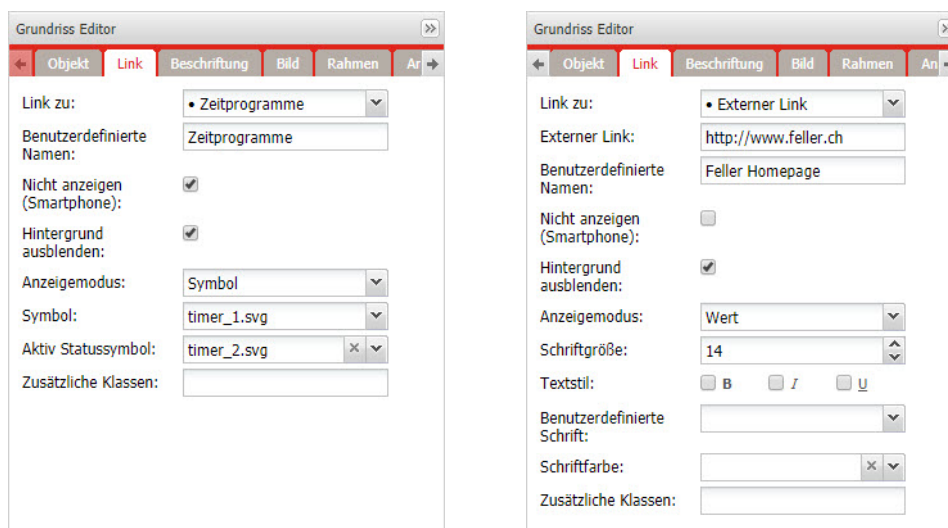 Grundriss Editor
Objekt Link Beschriftung Bild Rahmen Ar
Link zu: • Zeitprogramme
Benutzerdefinierte
Namen: Zeitprogramme
Nicht anzeigen
(Smartphone):
Hintergrund
ausblenden:
Anzeigemodus: Symbol
Symbol: timer_1.svg
Aktiv Statussymbol: timer_2.svg
Zusätzliche Klassen:
Grundriss Editor
Objekt Link Beschriftung Bild Rahmen An
Link zu: • Externer Link
Externer Link: http://www.feller.ch
Benutzerdefinierte
Namen: Feller Homepage
Nicht anzeigen
(Smartphone):
Hintergrund
ausblenden:
Anzeigemodus: Wert
Schriftgröße: 14
Textstil: B I U
Benutzerdefinierte
Schrift:
Schriftfarbe:
Zusätzliche Klassen: